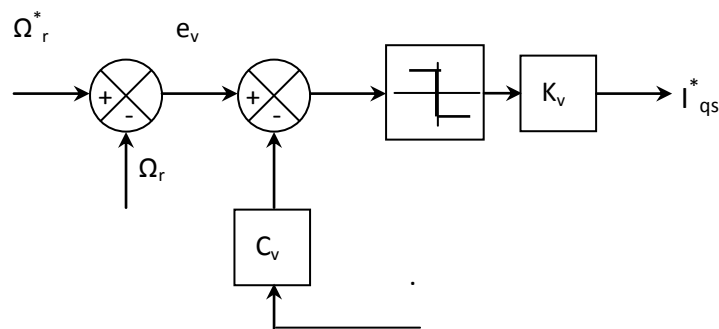 Ω*r
ev
+
-
+
-
Kv
I*qs
Ωr
Cv
.